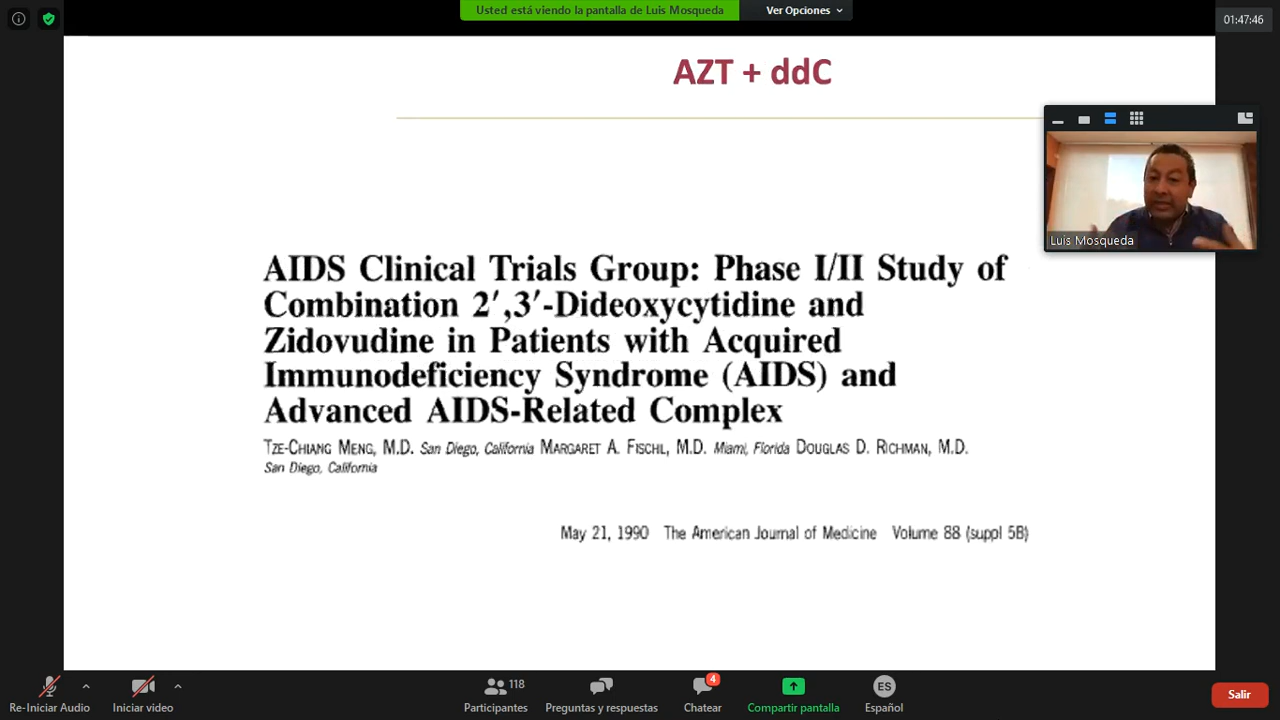 Usted está viendo la pantalla de Luis Mosqueda
Ver Opciones
01:47:46
AZT + ddC
Luis Mosqueda
AIDS Clinical Trials Group: Phase I/II Study of
Combination 2′,3′-Dideoxycytidine and
Zidovudine in Patients with Acquired
Immunodeficiency Syndrome (AIDS) and
Advanced AIDS-Related Complex
TZE-CHIANG MENG, M.D. San Diego, California MARGARET A. FISCHL, M.D. Miami, Florida DOUGLAS D. RICHMAN, M.D.
San Diego, California
May 21, 1990 The American Journal of Medicine Volume 88 (suppl 5B)
Re-Iniciar Audio
Iniciar video
118
Participantes
Preguntas y respuestas
4
Chatear
Compartir pantalla
ES
Español
Salir